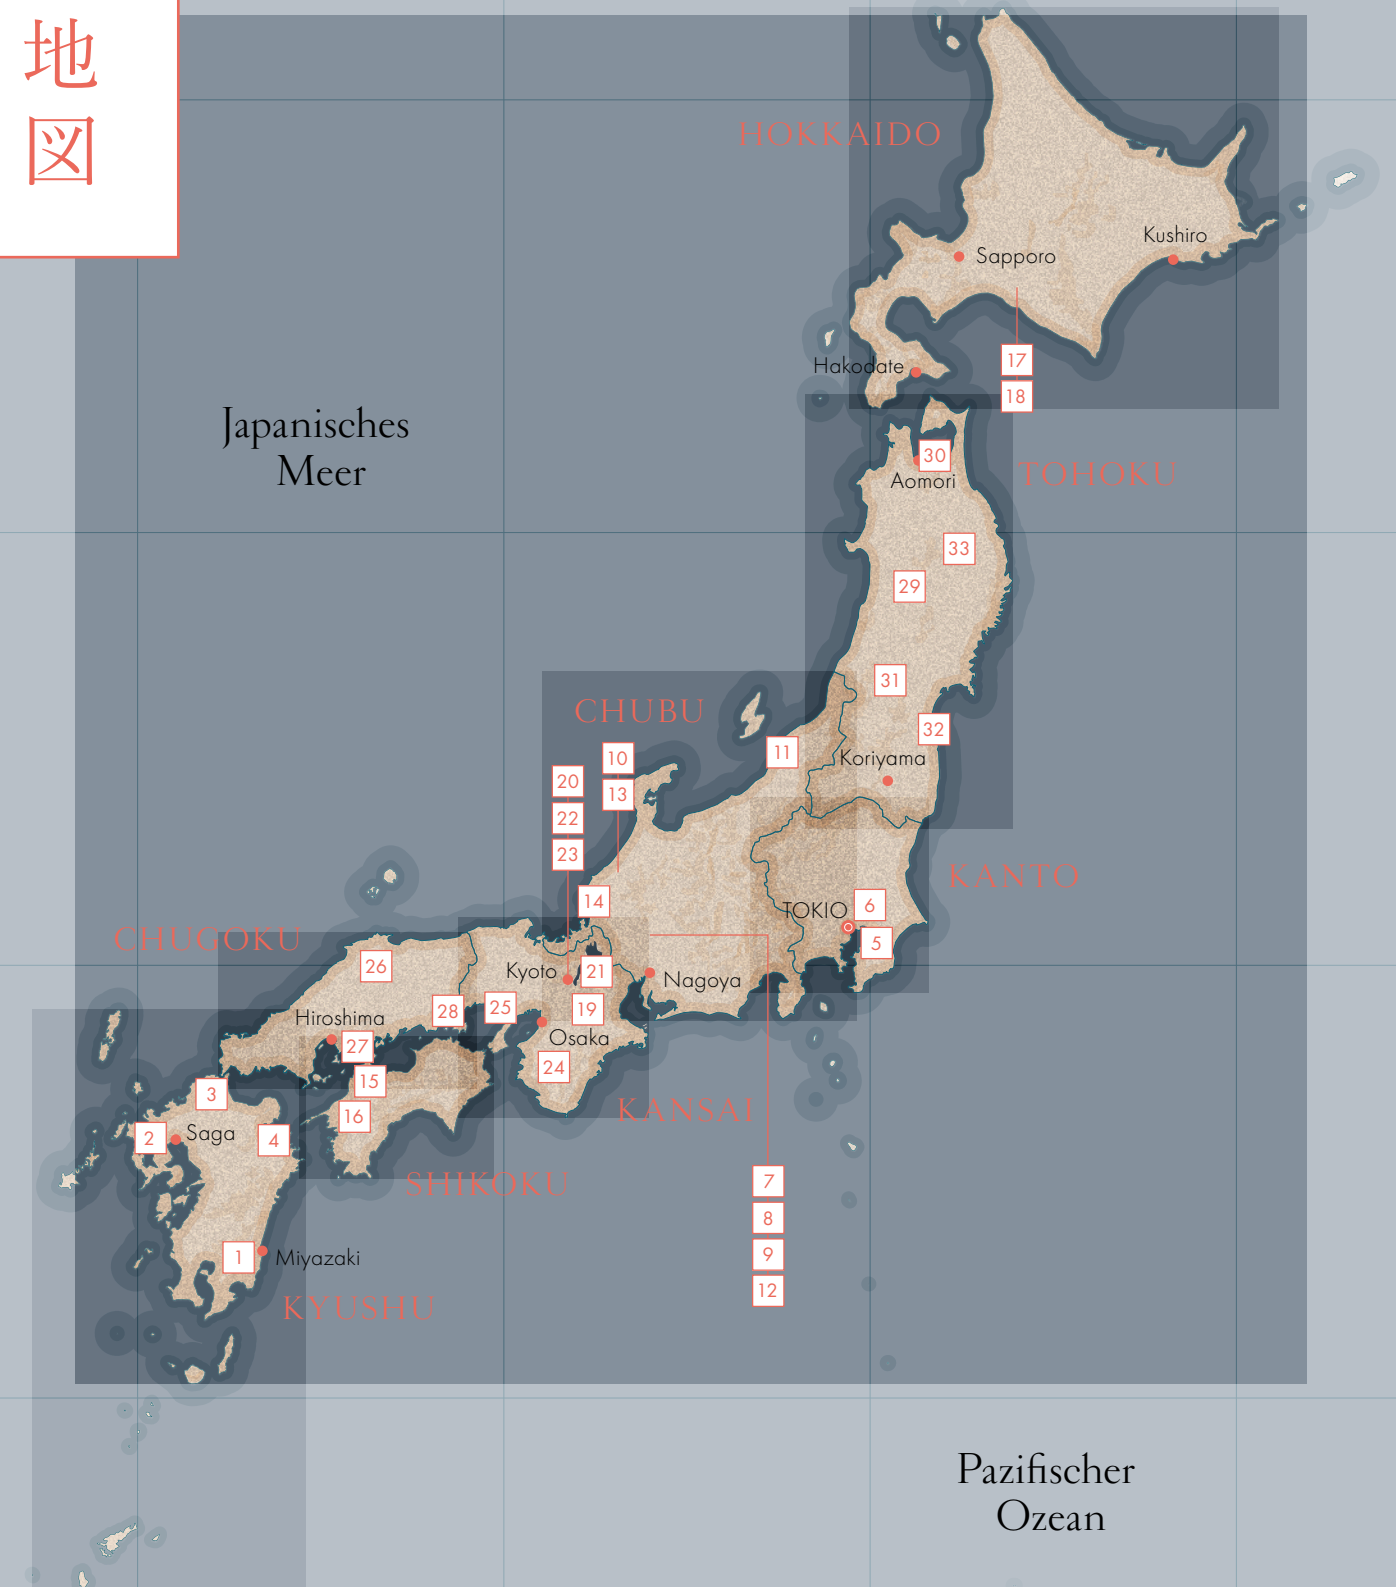 地
図
HOKKAIDO
Kushiro
Sapporo
17
Hakodate
18
Japanisches
Meer
30
TOHOKU
Aomori
33
29
31
CHUBU
32
11
10
Koriyama
20
13
22
23
KANTO
14
6
TOKIO
CHUGOKU
5
26
Kyoto
21
Nagoya
28
25
19
Hiroshima
27
Osaka
24
15
3
16
KANSAI
2
Saga
4
SHIKOKU
7
8
1
Miyazaki
9
12
KYUSHU
Pazifischer
Ozean